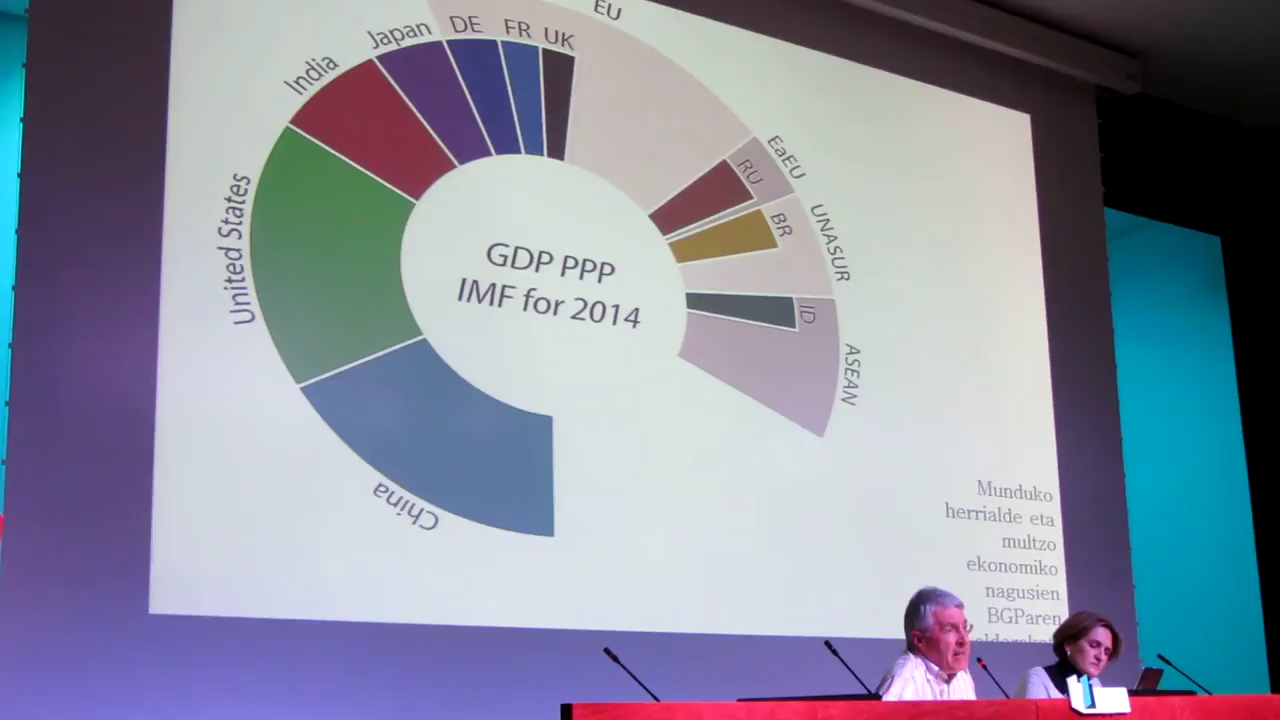 EU
Japan
DE
FR
UK
India
EaEU
RU
United States
UNASUR
BR
GDP PPP
IMF for 2014
ID
ASEAN
China
Munduko
herrialde eta
multzo
ekonomiko
nagusien
BGParen